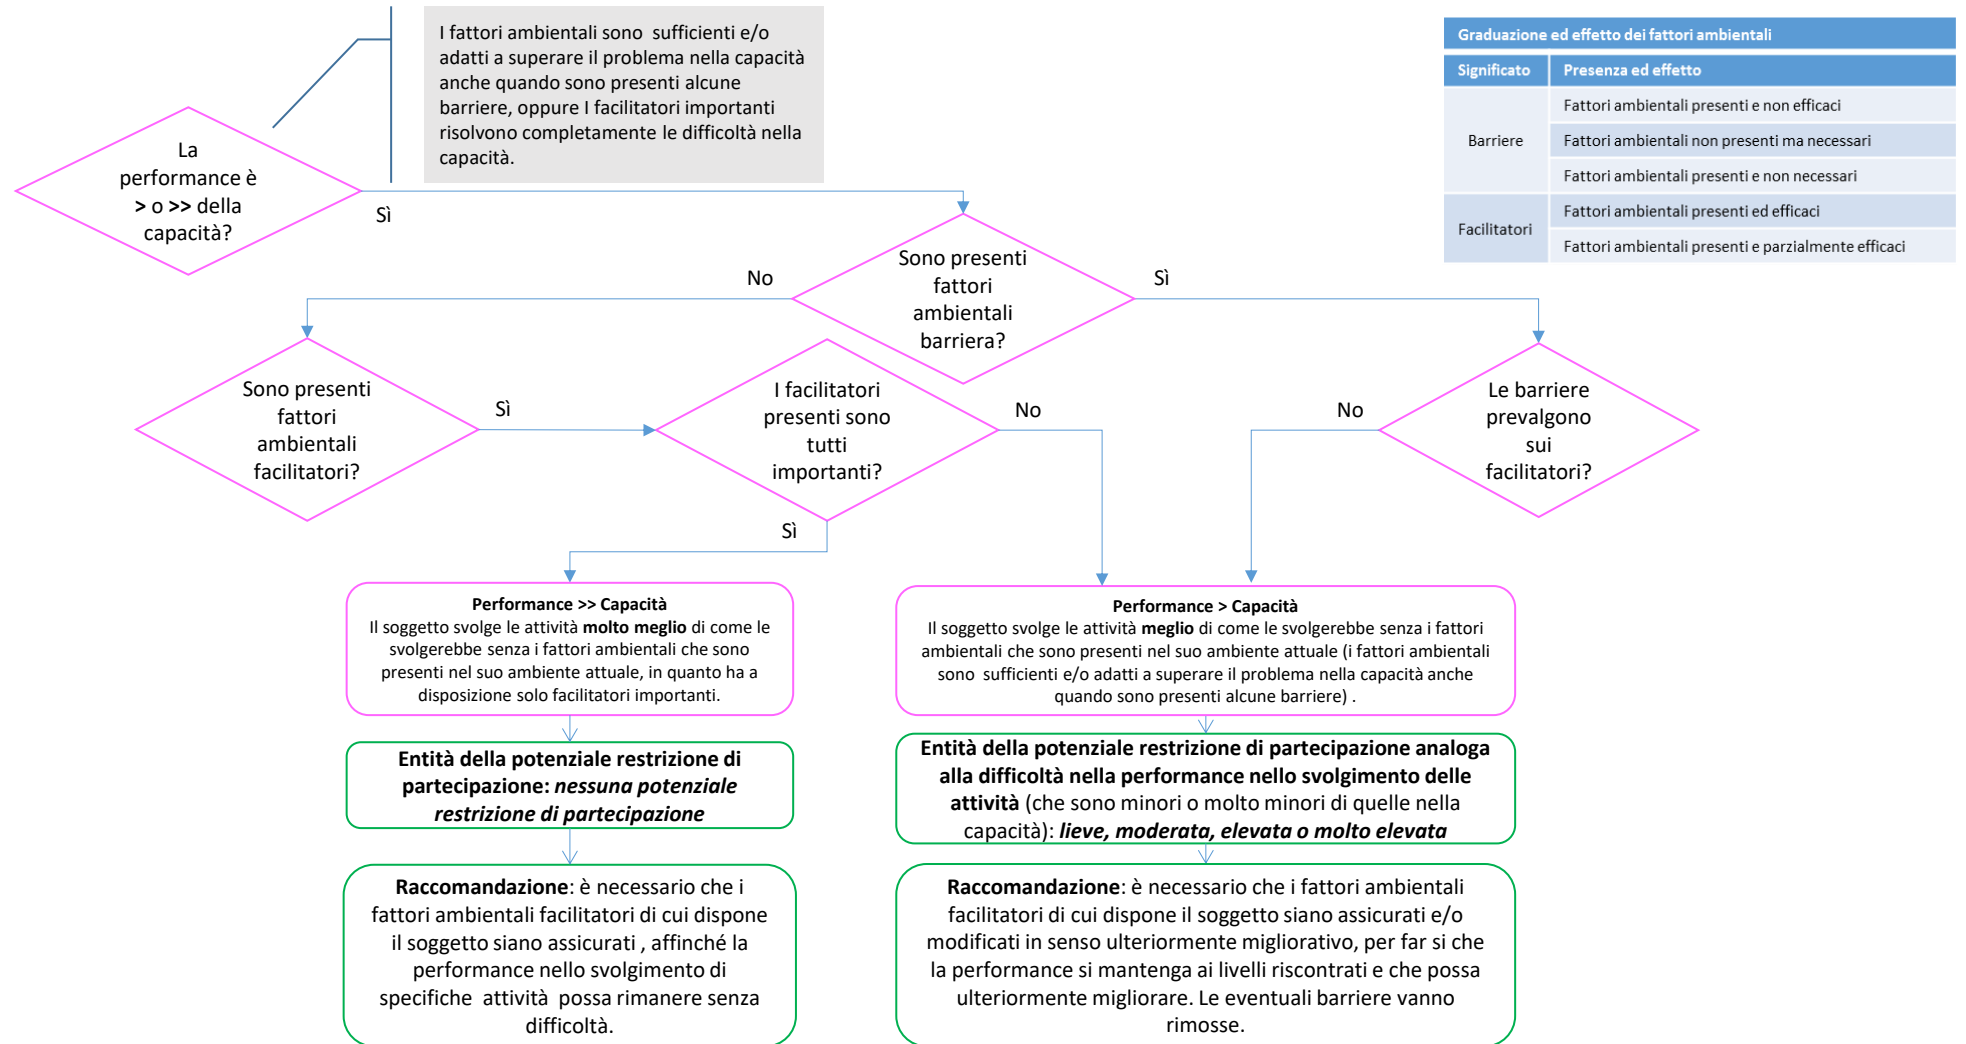 I fattori ambientali sono  sufficienti e/o
adatti a superare il problema nella capacità
anche quando sono presenti alcune
barriere, oppure I facilitatori importanti
risolvono completamente le difficoltà nella
capacità.
Graduazione ed effetto dei fattori ambientali
Significato Presenza ed effetto
Barriere
Fattori ambientali presenti e non efficaci
Fattori ambientali non presenti ma necessari
Fattori ambientali presenti e non necessari
Facilitatori
Fattori ambientali presenti ed efficaci
Fattori ambientali presenti e parzialmente efficaci
La
performance è
> o >> della
capacità?
Sì
Sono presenti
fattori
ambientali
barriera?
No
Sì
Sono presenti
fattori
ambientali
facilitatori?
Sì
I facilitatori
presenti sono
tutti
importanti?
No
No
Le barriere
prevalgono
sui
facilitatori?
Sì
Performance >> Capacità
Il soggetto svolge le attività molto meglio di come le
svolgerebbe senza i fattori ambientali che sono
presenti nel suo ambiente attuale, in quanto ha a
disposizione solo facilitatori importanti.
Performance > Capacità
Il soggetto svolge le attività meglio di come le svolgerebbe senza i fattori
ambientali che sono presenti nel suo ambiente attuale (i fattori ambientali
sono  sufficienti e/o adatti a superare il problema nella capacità anche
quando sono presenti alcune barriere) .
Entità della potenziale restrizione di
partecipazione: nessuna potenziale
restrizione di partecipazione
Entità della potenziale restrizione di partecipazione analoga
alla difficoltà nella performance nello svolgimento delle
attività (che sono minori o molto minori di quelle nella
capacità): lieve, moderata, elevata o molto elevata
Raccomandazione: è necessario che i
fattori ambientali facilitatori di cui dispone
il soggetto siano assicurati , affinché la
performance nello svolgimento di
specifiche  attività  possa rimanere senza
difficoltà.
Raccomandazione: è necessario che i fattori ambientali
facilitatori di cui dispone il soggetto siano assicurati e/o
modificati in senso ulteriormente migliorativo, per far si che
la performance si mantenga ai livelli riscontrati e che possa
ulteriormente migliorare. Le eventuali barriere vanno
rimosse.